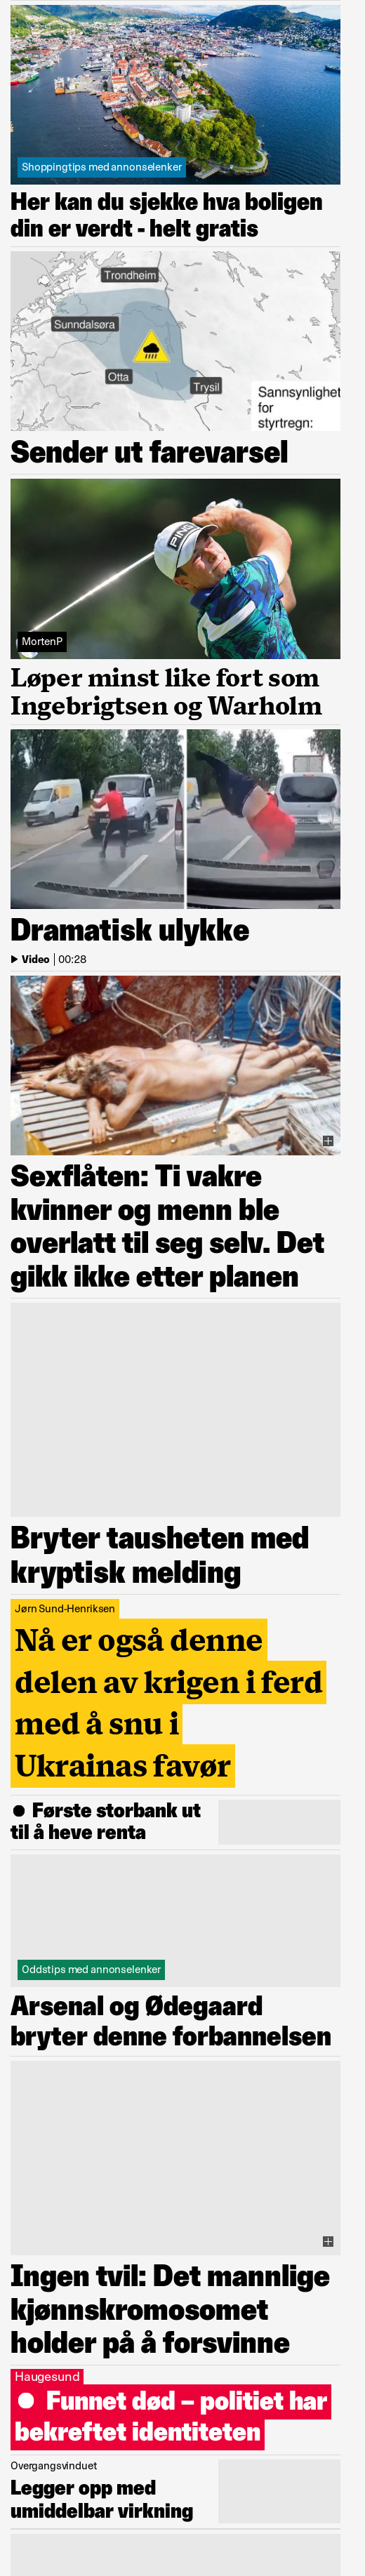 Shoppingtips med annonselenker
Her kan du sjekke hva boligen
din er verdt - helt gratis
Trondheim
Sunndalsøra
Otta
Trysil
Sannsynlighet
for
styrtregn:
Sender ut farevarsel
PING
MortenP
Løper minst like fort som
Ingebrigtsen og Warholm
Dramatisk ulykke
Video | 00:28
Sexflåten: Ti vakre
kvinner og menn ble
overlatt til seg selv. Det
gikk ikke etter planen
Bryter tausheten med
kryptisk melding
Jørn Sund-Henriksen
Nå er også denne
delen av krigen i ferd
med å snu i
Ukrainas favør
● Første storbank ut
til å heve renta
Oddstips med annonselenker
Arsenal og Ødegaard
bryter denne forbannelsen
Ingen tvil: Det mannlige
kjønnskromosomet
holder på å forsvinne
Haugesund
● Funnet død – politiet har
bekreftet identiteten
Overgangsvinduet
Legger opp med
umiddelbar virkning